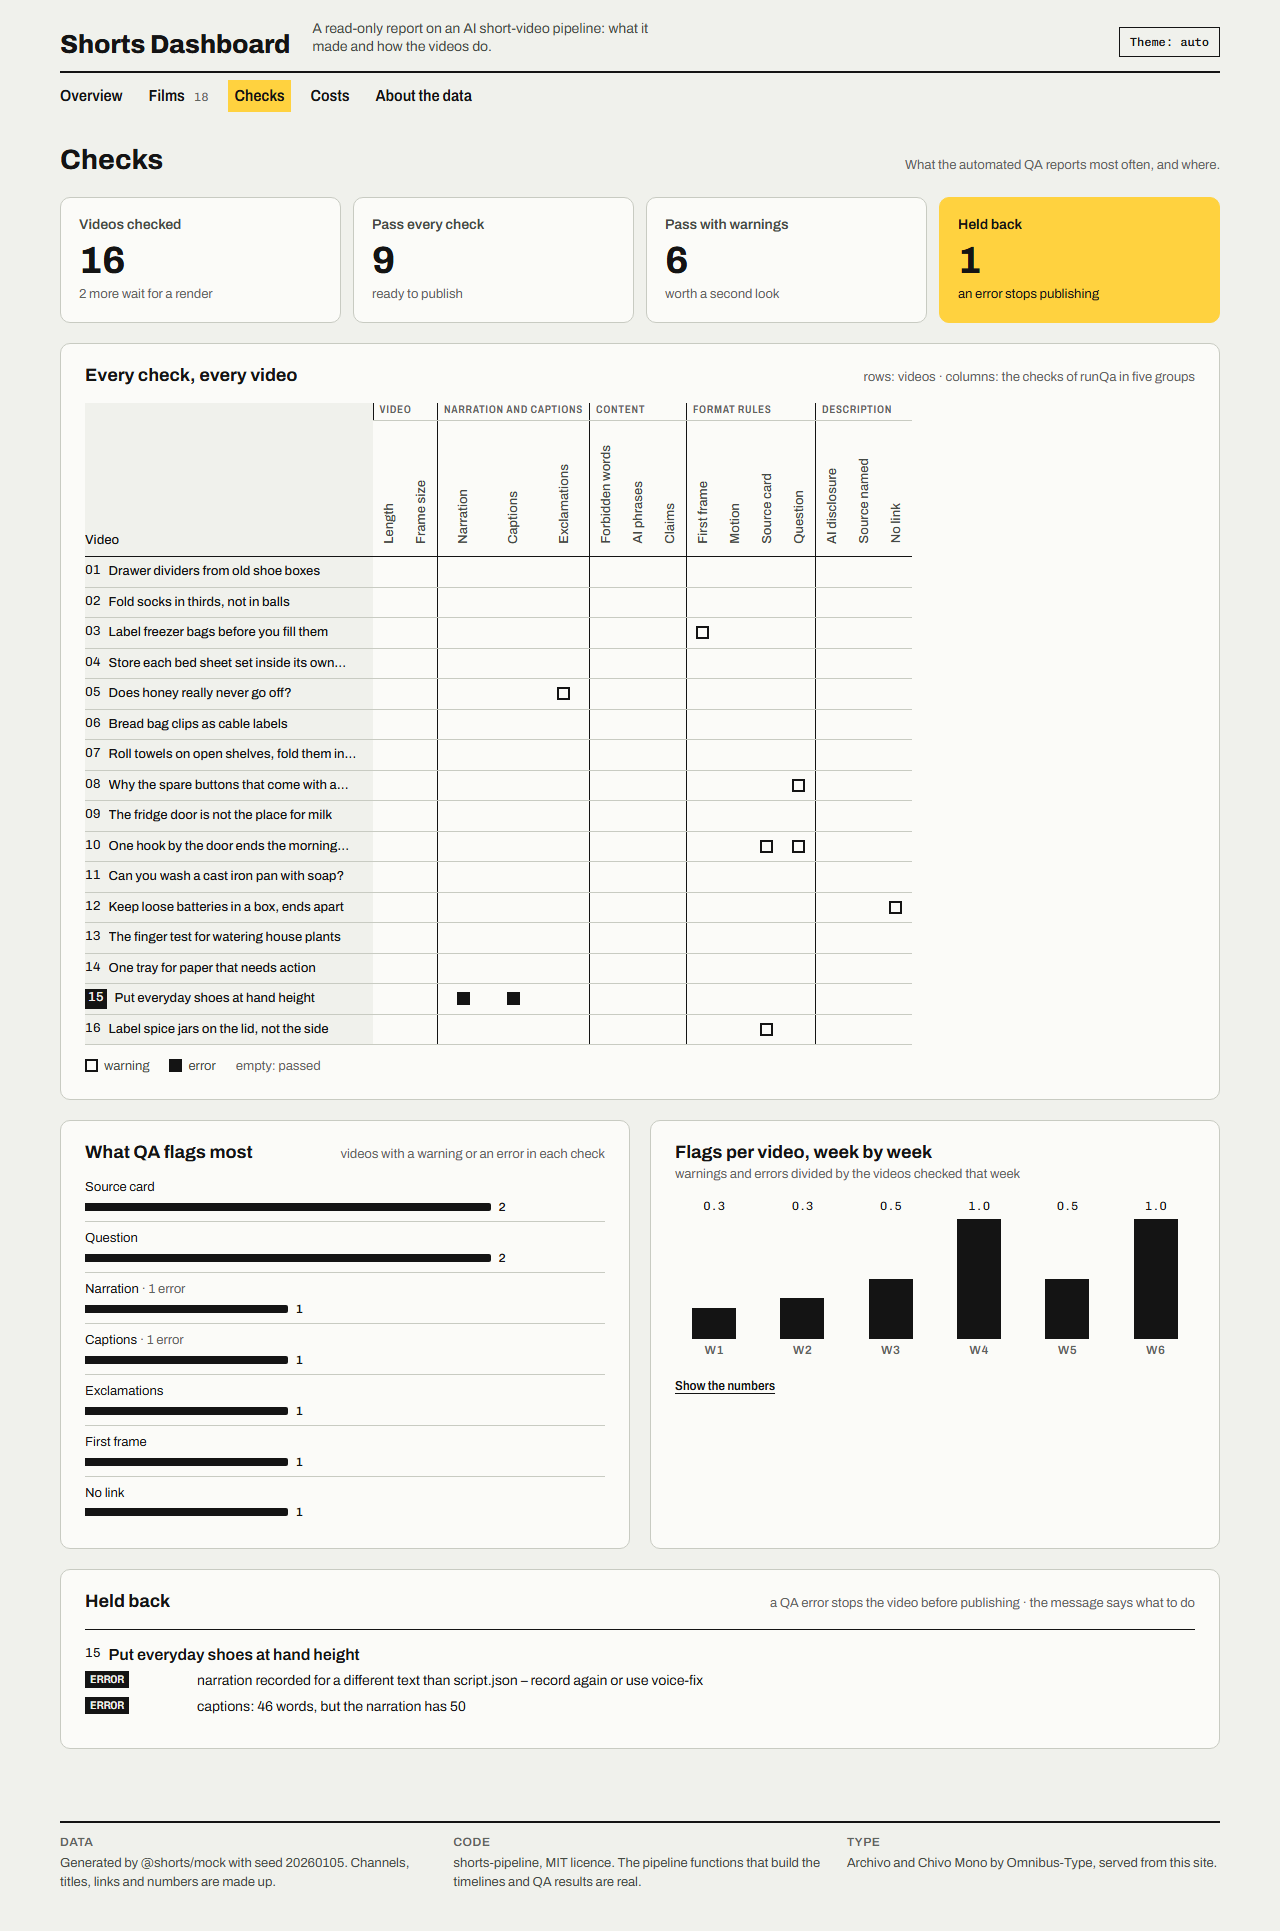 Shorts Dashboard
A read-only report on an AI short-video pipeline: what it
made and how the videos do.
Theme: auto
Overview
Films 18
Checks
Costs
About the data
Checks
What the automated QA reports most often, and where.
Videos checked
16
2 more wait for a render
Pass every check
9
ready to publish
Pass with warnings
6
worth a second look
Held back
1
an error stops publishing
Every check, every video
rows: videos · columns: the checks of runQa in five groups
VIDEO
NARRATION AND CAPTIONS
CONTENT
FORMAT RULES
DESCRIPTION
Video
Length
Frame size
Narration
Captions
Exclamations
Forbidden words
AI phrases
Claims
First frame
Motion
Source card
Question
AI disclosure
Source named
No link
01 Drawer dividers from old shoe boxes
02 Fold socks in thirds, not in balls
03 Label freezer bags before you fill them
04 Store each bed sheet set inside its own…
05 Does honey really never go off?
06 Bread bag clips as cable labels
07 Roll towels on open shelves, fold them in…
08 Why the spare buttons that come with a…
09 The fridge door is not the place for milk
10 One hook by the door ends the morning…
11 Can you wash a cast iron pan with soap?
12 Keep loose batteries in a box, ends apart
13 The finger test for watering house plants
14 One tray for paper that needs action
15 Put everyday shoes at hand height
16 Label spice jars on the lid, not the side
warning
error
empty: passed
What QA flags most
videos with a warning or an error in each check
Source card
2
Question
2
Narration · 1 error
1
Captions · 1 error
1
Exclamations
1
First frame
1
No link
1
Flags per video, week by week
warnings and errors divided by the videos checked that week
0.3 0.3 0.5 1.0 0.5 1.0
W1 W2 W3 W4 W5 W6
Show the numbers
Held back
a QA error stops the video before publishing · the message says what to do
15 Put everyday shoes at hand height
ERROR narration recorded for a different text than script.json – record again or use voice-fix
ERROR captions: 46 words, but the narration has 50
DATA
Generated by @shorts/mock with seed 20260105. Channels,
titles, links and numbers are made up.
CODE
shorts-pipeline, MIT licence. The pipeline functions that build the
timelines and QA results are real.
TYPE
Archivo and Chivo Mono by Omnibus-Type, served from this site.